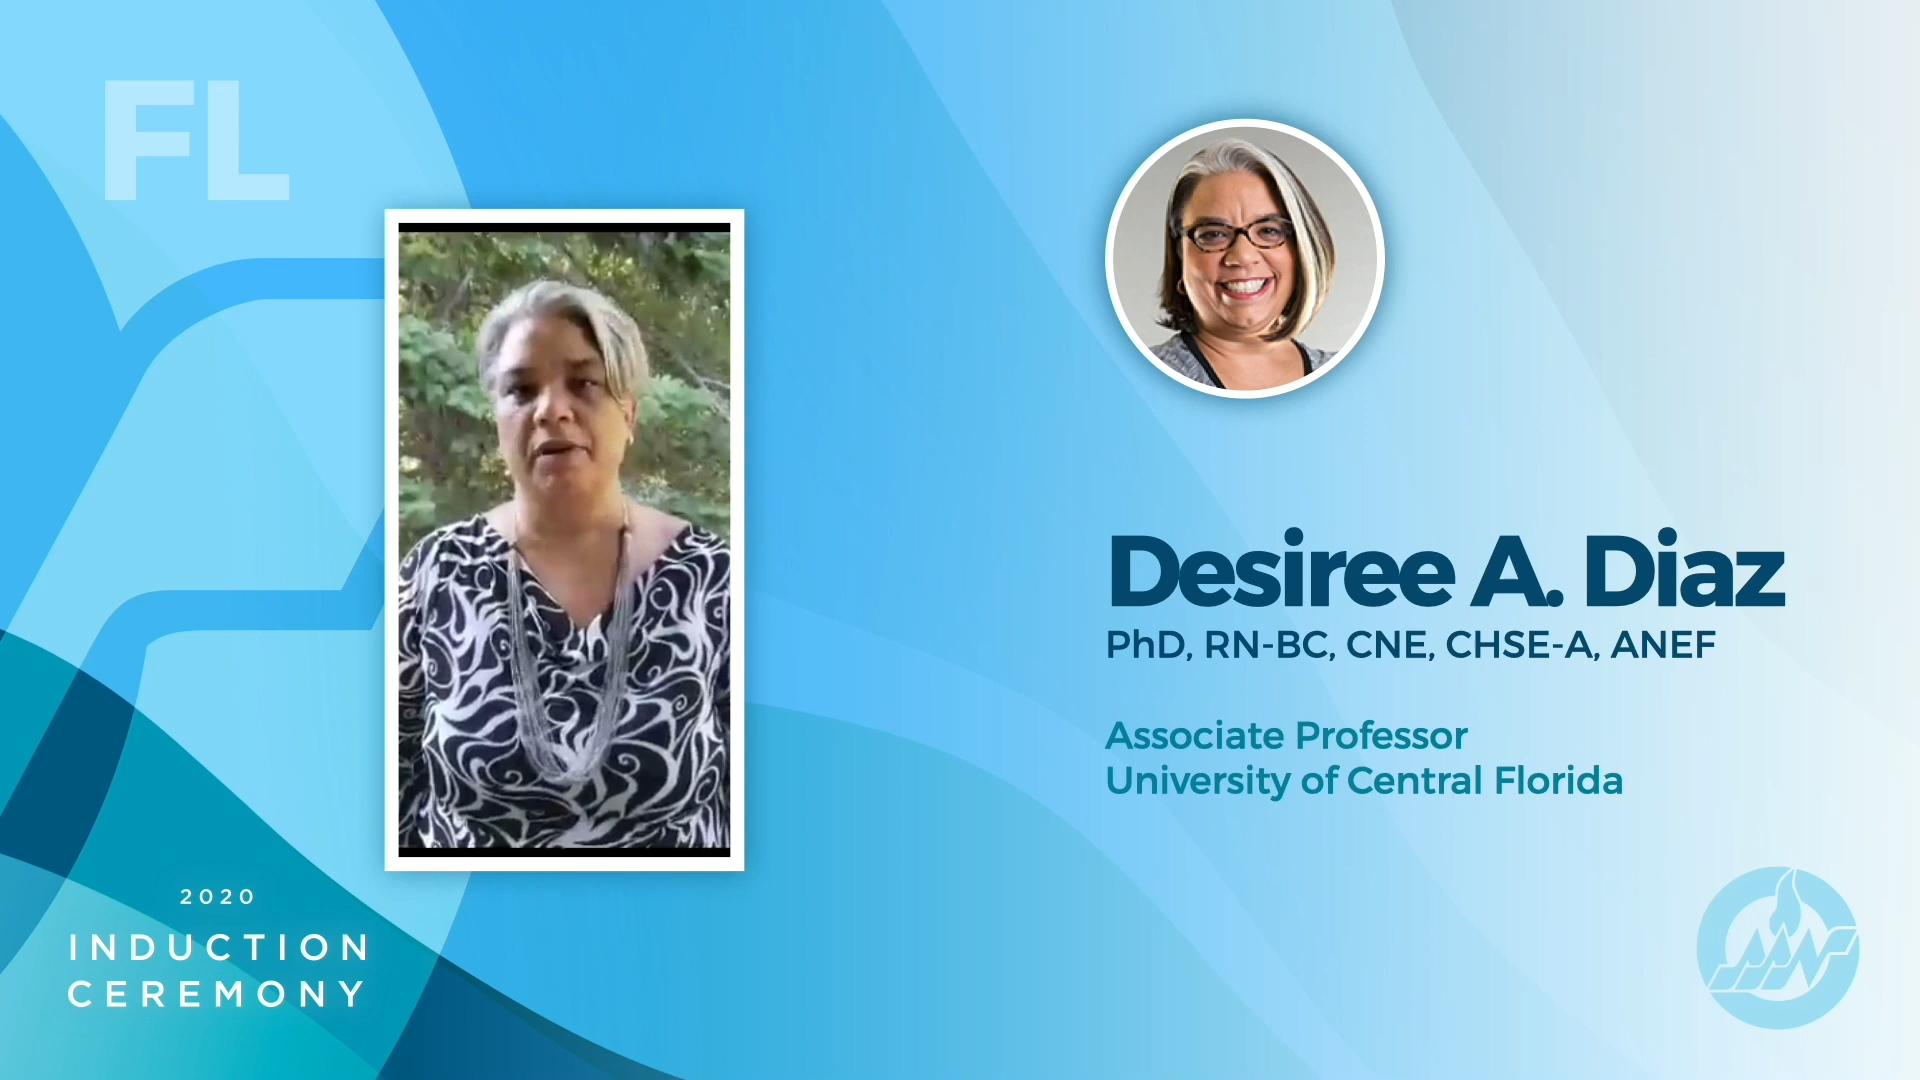 FL
Desiree A. Diaz
PhD, RN-BC, CNE, CHSE-A, ANEF
Associate Professor
University of Central Florida
2020
INDUCTION
CEREMONY